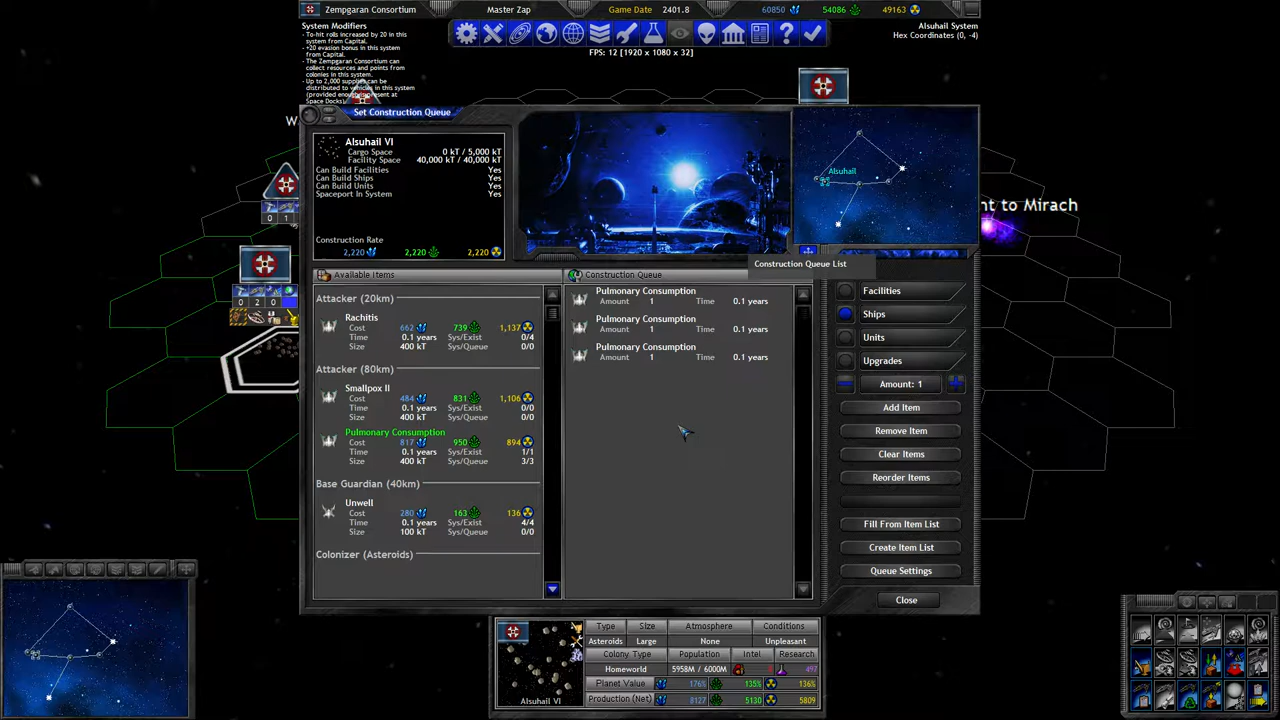 Zempgaran Consortium
Master Zap
Game Date 2401.8
60850
54086
49163
System Modifiers
- To-hit rolls increased by 20 in this
system from Capital.
- +20 evasion bonus in this system
from Capital.
- The Zempgaran Consortium can
collect resources and points from
colonies in this system.
- Up to 2,000 supplies can be
distributed to vehicles in this system
(provided enough is present at
Space Docks)
Alsuhail System
Hex Coordinates (0, -4)
FPS: 12 [1920 x 1080 x 32]
Set Construction Queue
Alsuhail VI
Cargo Space 0 kT / 5,000 kT
Facility Space 40,000 kT / 40,000 kT
Can Build Facilities Yes
Can Build Ships Yes
Can Build Units Yes
Spaceport In System Yes
Construction Rate
2,220 2,220 2,220
Alsuhail
nt to Mirach
Construction Queue List
Available Items
Construction Queue
Attacker (20km)
Rachitis
Cost 662 739 1,137
Time 0.1 years Sys/Exist 0/4
Size 400 kT Sys/Queue 0/0
Attacker (80km)
Smallpox II
Cost 484 831 1,106
Time 0.1 years Sys/Exist 0/0
Size 400 kT Sys/Queue 0/0
Pulmonary Consumption
Cost 817 950 894
Time 0.1 years Sys/Exist 1/1
Size 400 kT Sys/Queue 3/3
Base Guardian (40km)
Unwell
Cost 280 163 136
Time 0.1 years Sys/Exist 4/4
Size 100 kT Sys/Queue 0/0
Colonizer (Asteroids)
Pulmonary Consumption
Amount 1 Time 0.1 years
Pulmonary Consumption
Amount 1 Time 0.1 years
Pulmonary Consumption
Amount 1 Time 0.1 years
Facilities
Ships
Units
Upgrades
Amount: 1
Add Item
Remove Item
Clear Items
Reorder Items
Fill From Item List
Create Item List
Queue Settings
Close
W
0 1
0 2 0
Type Size Atmosphere Conditions
Asteroids Large None Unpleasant
Colony Type Population Intel Research
Homeworld 5958M / 6000M 497
Planet Value 176% 135% 136%
Production (Net) 8127 5130 5809
Alsuhail VI